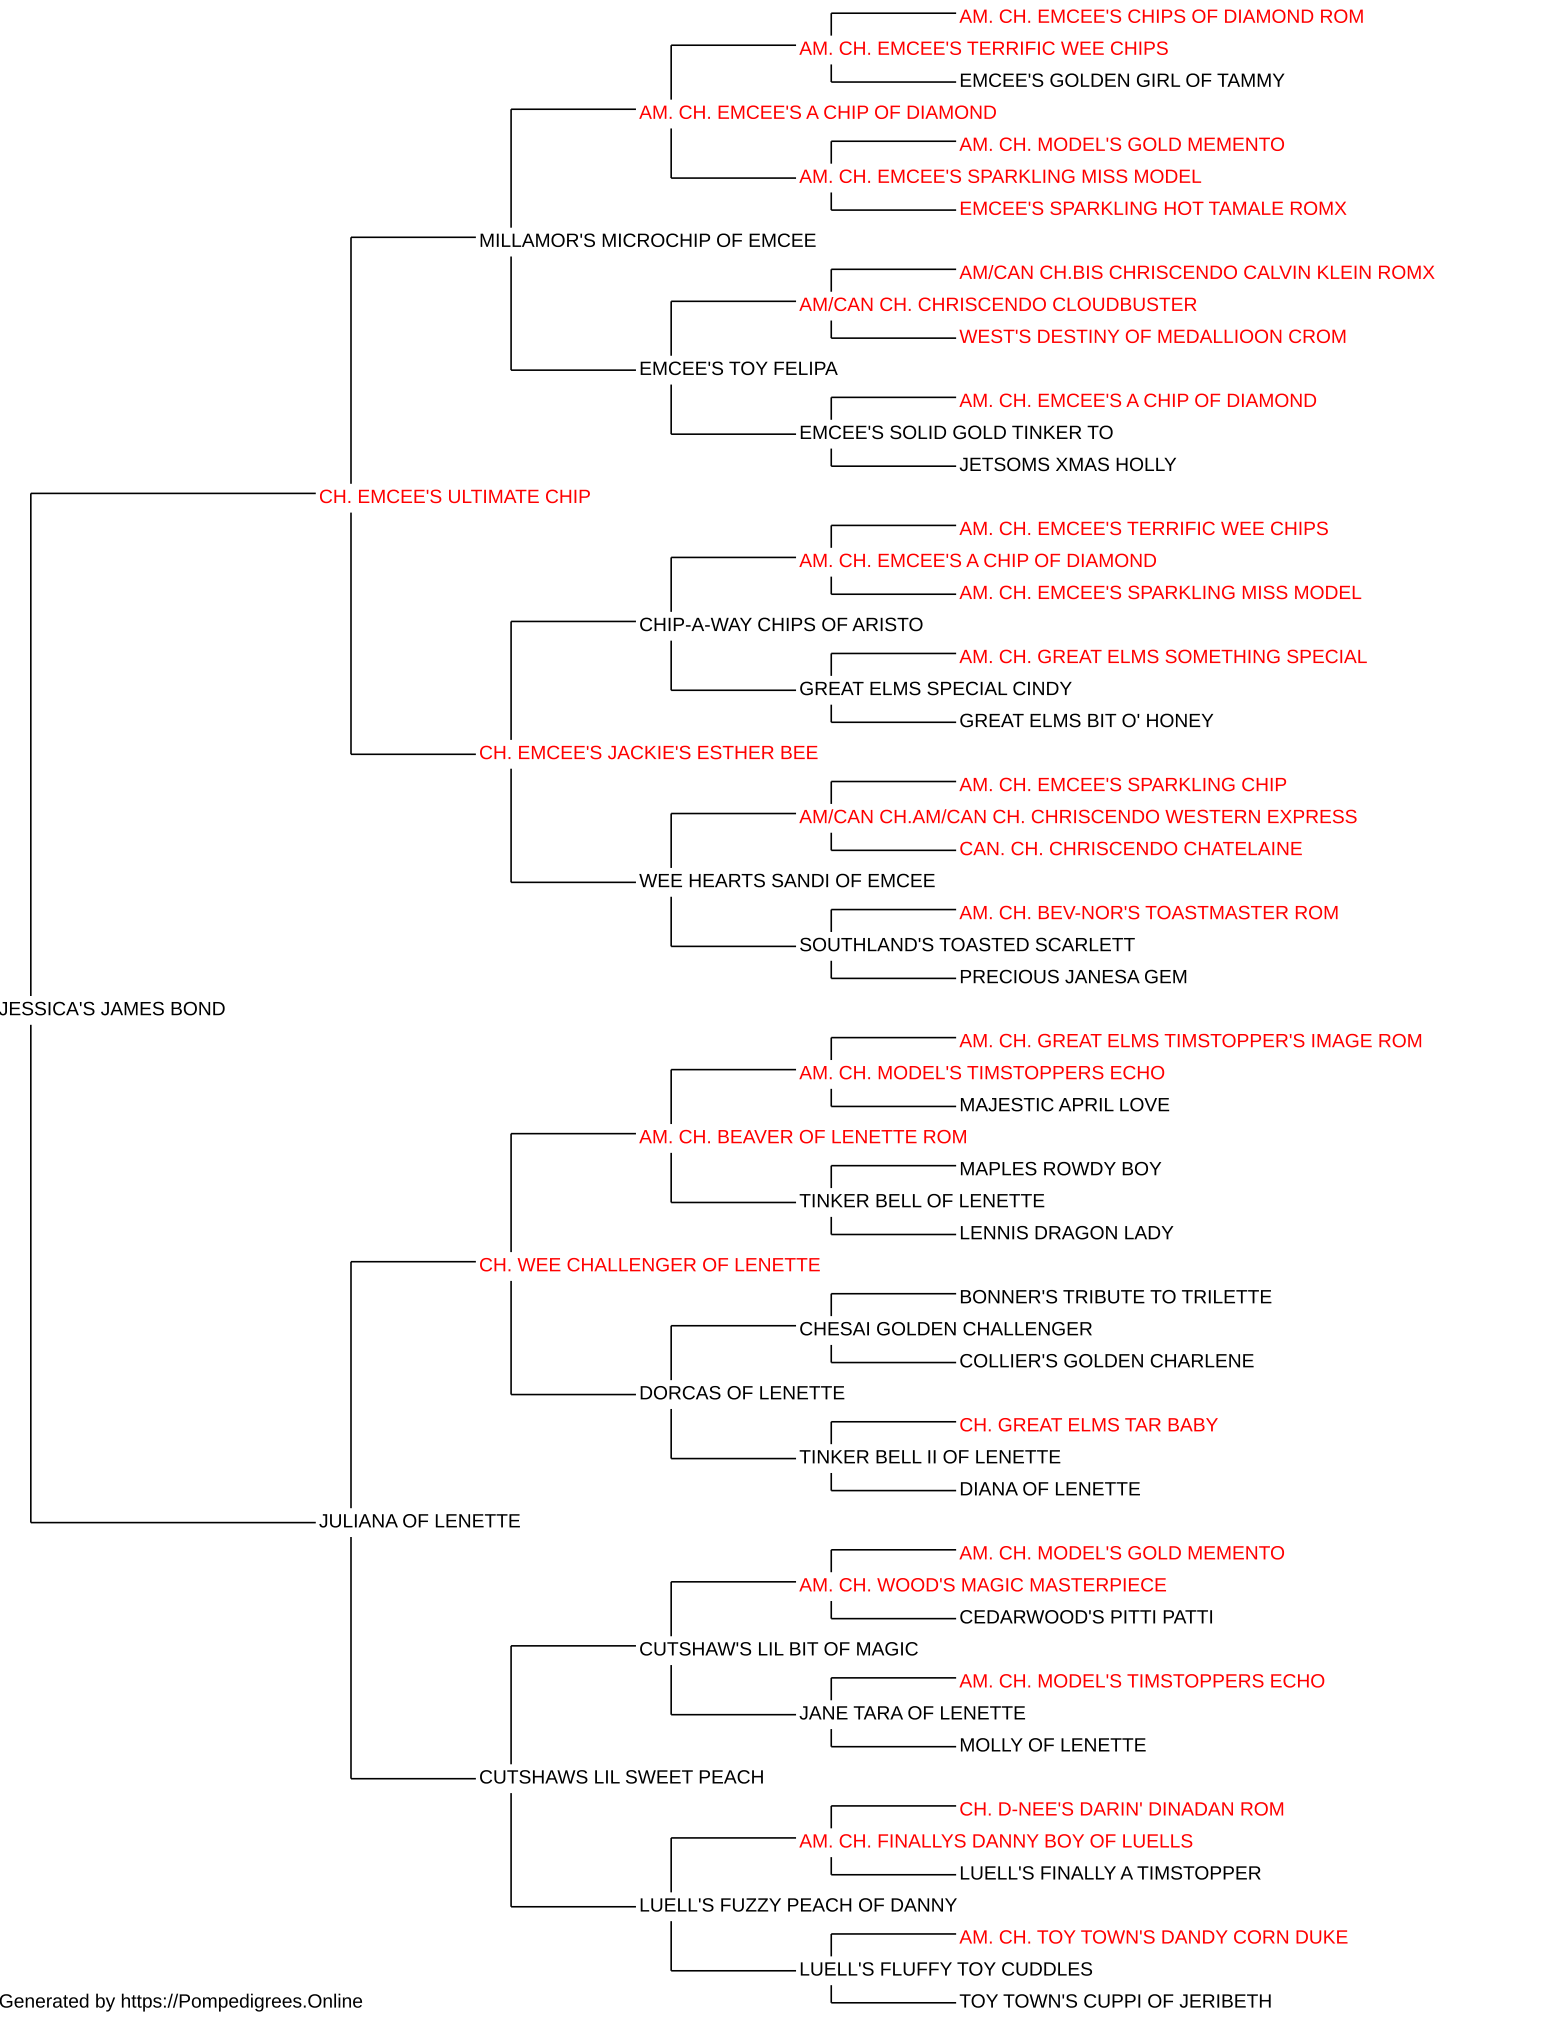 AM. CH. EMCEE'S CHIPS OF DIAMOND ROM
AM. CH. EMCEE'S TERRIFIC WEE CHIPS
EMCEE'S GOLDEN GIRL OF TAMMY
AM. CH. EMCEE'S A CHIP OF DIAMOND
AM. CH. MODEL'S GOLD MEMENTO
AM. CH. EMCEE'S SPARKLING MISS MODEL
EMCEE'S SPARKLING HOT TAMALE ROMX
MILLAMOR'S MICROCHIP OF EMCEE
AM/CAN CH.BIS CHRISCENDO CALVIN KLEIN ROMX
AM/CAN CH. CHRISCENDO CLOUDBUSTER
WEST'S DESTINY OF MEDALLIOON CROM
EMCEE'S TOY FELIPA
AM. CH. EMCEE'S A CHIP OF DIAMOND
EMCEE'S SOLID GOLD TINKER TO
JETSOMS XMAS HOLLY
CH. EMCEE'S ULTIMATE CHIP
AM. CH. EMCEE'S TERRIFIC WEE CHIPS
AM. CH. EMCEE'S A CHIP OF DIAMOND
AM. CH. EMCEE'S SPARKLING MISS MODEL
CHIP-A-WAY CHIPS OF ARISTO
AM. CH. GREAT ELMS SOMETHING SPECIAL
GREAT ELMS SPECIAL CINDY
GREAT ELMS BIT O' HONEY
CH. EMCEE'S JACKIE'S ESTHER BEE
AM. CH. EMCEE'S SPARKLING CHIP
AM/CAN CH.AM/CAN CH. CHRISCENDO WESTERN EXPRESS
CAN. CH. CHRISCENDO CHATELAINE
WEE HEARTS SANDI OF EMCEE
AM. CH. BEV-NOR'S TOASTMASTER ROM
SOUTHLAND'S TOASTED SCARLETT
PRECIOUS JANESA GEM
JESSICA'S JAMES BOND
AM. CH. GREAT ELMS TIMSTOPPER'S IMAGE ROM
AM. CH. MODEL'S TIMSTOPPERS ECHO
MAJESTIC APRIL LOVE
AM. CH. BEAVER OF LENETTE ROM
MAPLES ROWDY BOY
TINKER BELL OF LENETTE
LENNIS DRAGON LADY
CH. WEE CHALLENGER OF LENETTE
BONNER'S TRIBUTE TO TRILETTE
CHESAI GOLDEN CHALLENGER
COLLIER'S GOLDEN CHARLENE
DORCAS OF LENETTE
CH. GREAT ELMS TAR BABY
TINKER BELL II OF LENETTE
DIANA OF LENETTE
JULIANA OF LENETTE
AM. CH. MODEL'S GOLD MEMENTO
AM. CH. WOOD'S MAGIC MASTERPIECE
CEDARWOOD'S PITTI PATTI
CUTSHAW'S LIL BIT OF MAGIC
AM. CH. MODEL'S TIMSTOPPERS ECHO
JANE TARA OF LENETTE
MOLLY OF LENETTE
CUTSHAWS LIL SWEET PEACH
CH. D-NEE'S DARIN' DINADAN ROM
AM. CH. FINALLYS DANNY BOY OF LUELLS
LUELL'S FINALLY A TIMSTOPPER
LUELL'S FUZZY PEACH OF DANNY
AM. CH. TOY TOWN'S DANDY CORN DUKE
LUELL'S FLUFFY TOY CUDDLES
TOY TOWN'S CUPPI OF JERIBETH
Generated by https://Pompedigrees.Online